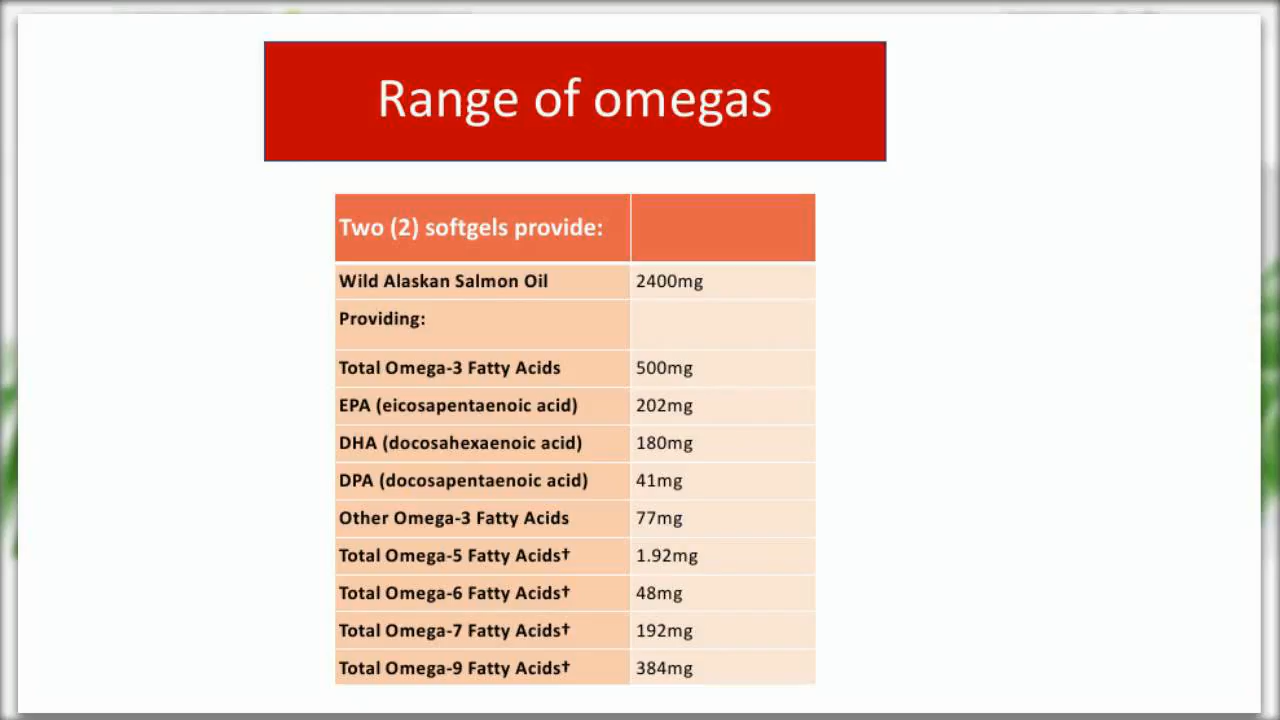 Range of omegas
Two (2) softgels provide:
Wild Alaskan Salmon Oil 2400mg
Providing:
Total Omega-3 Fatty Acids 500mg
EPA (eicosapentaenoic acid) 202mg
DHA (docosahexaenoic acid) 180mg
DPA (docosapentaenoic acid) 41mg
Other Omega-3 Fatty Acids 77mg
Total Omega-5 Fatty Acids† 1.92mg
Total Omega-6 Fatty Acids† 48mg
Total Omega-7 Fatty Acids† 192mg
Total Omega-9 Fatty Acids† 384mg